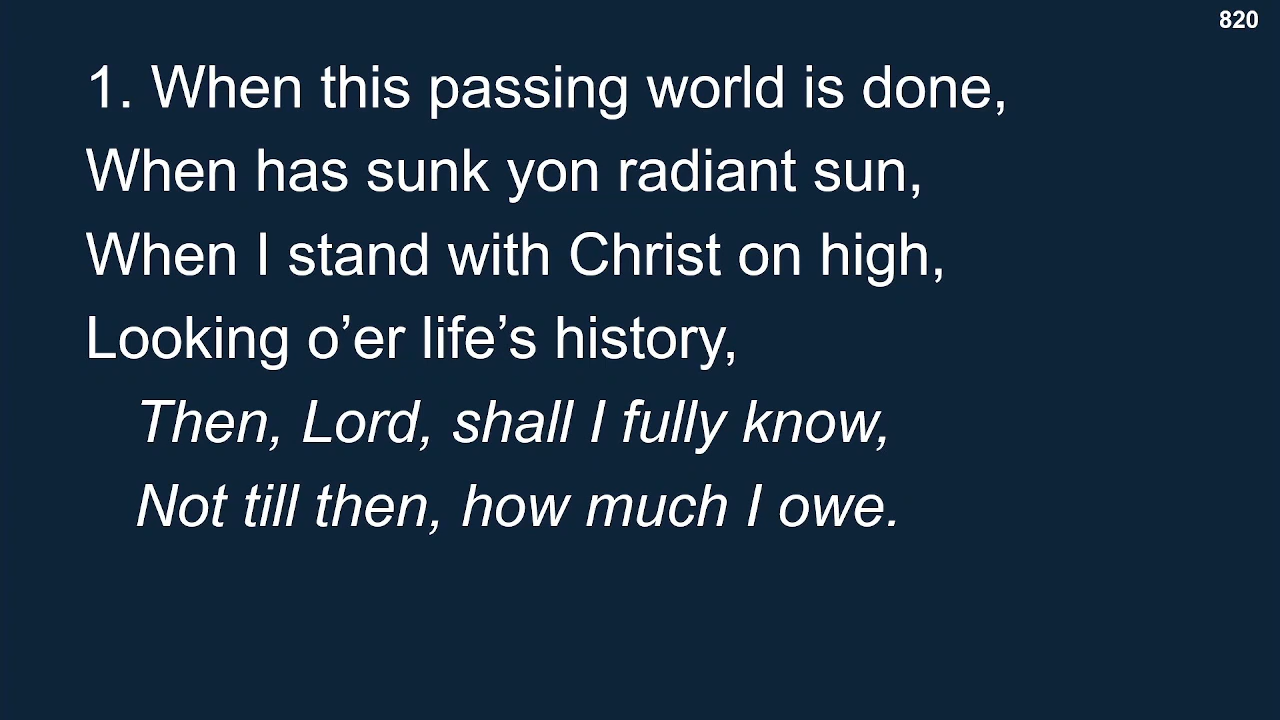 820
1. When this passing world is done,
When has sunk yon radiant sun,
When I stand with Christ on high,
Looking o’er life’s history,
Then, Lord, shall I fully know,
Not till then, how much I owe.